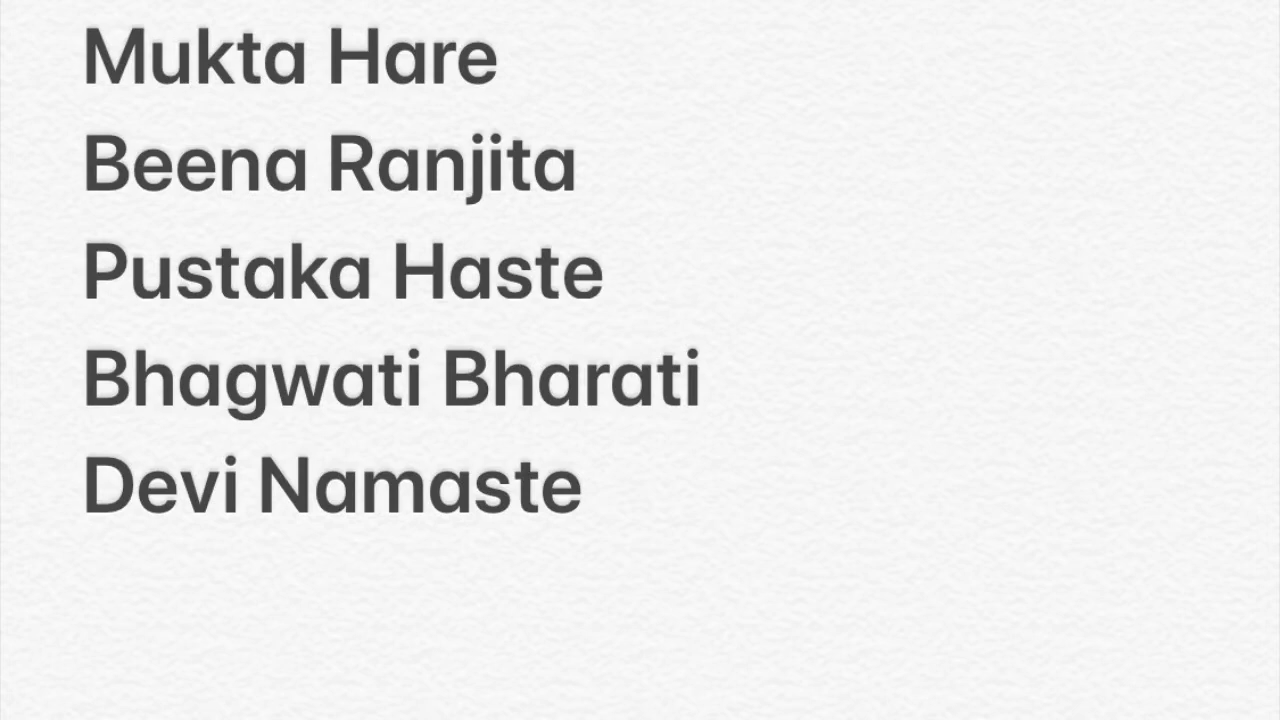 Mukta Hare
Beena Ranjita
Pustaka Haste
Bhagwati Bharati
Devi Namaste